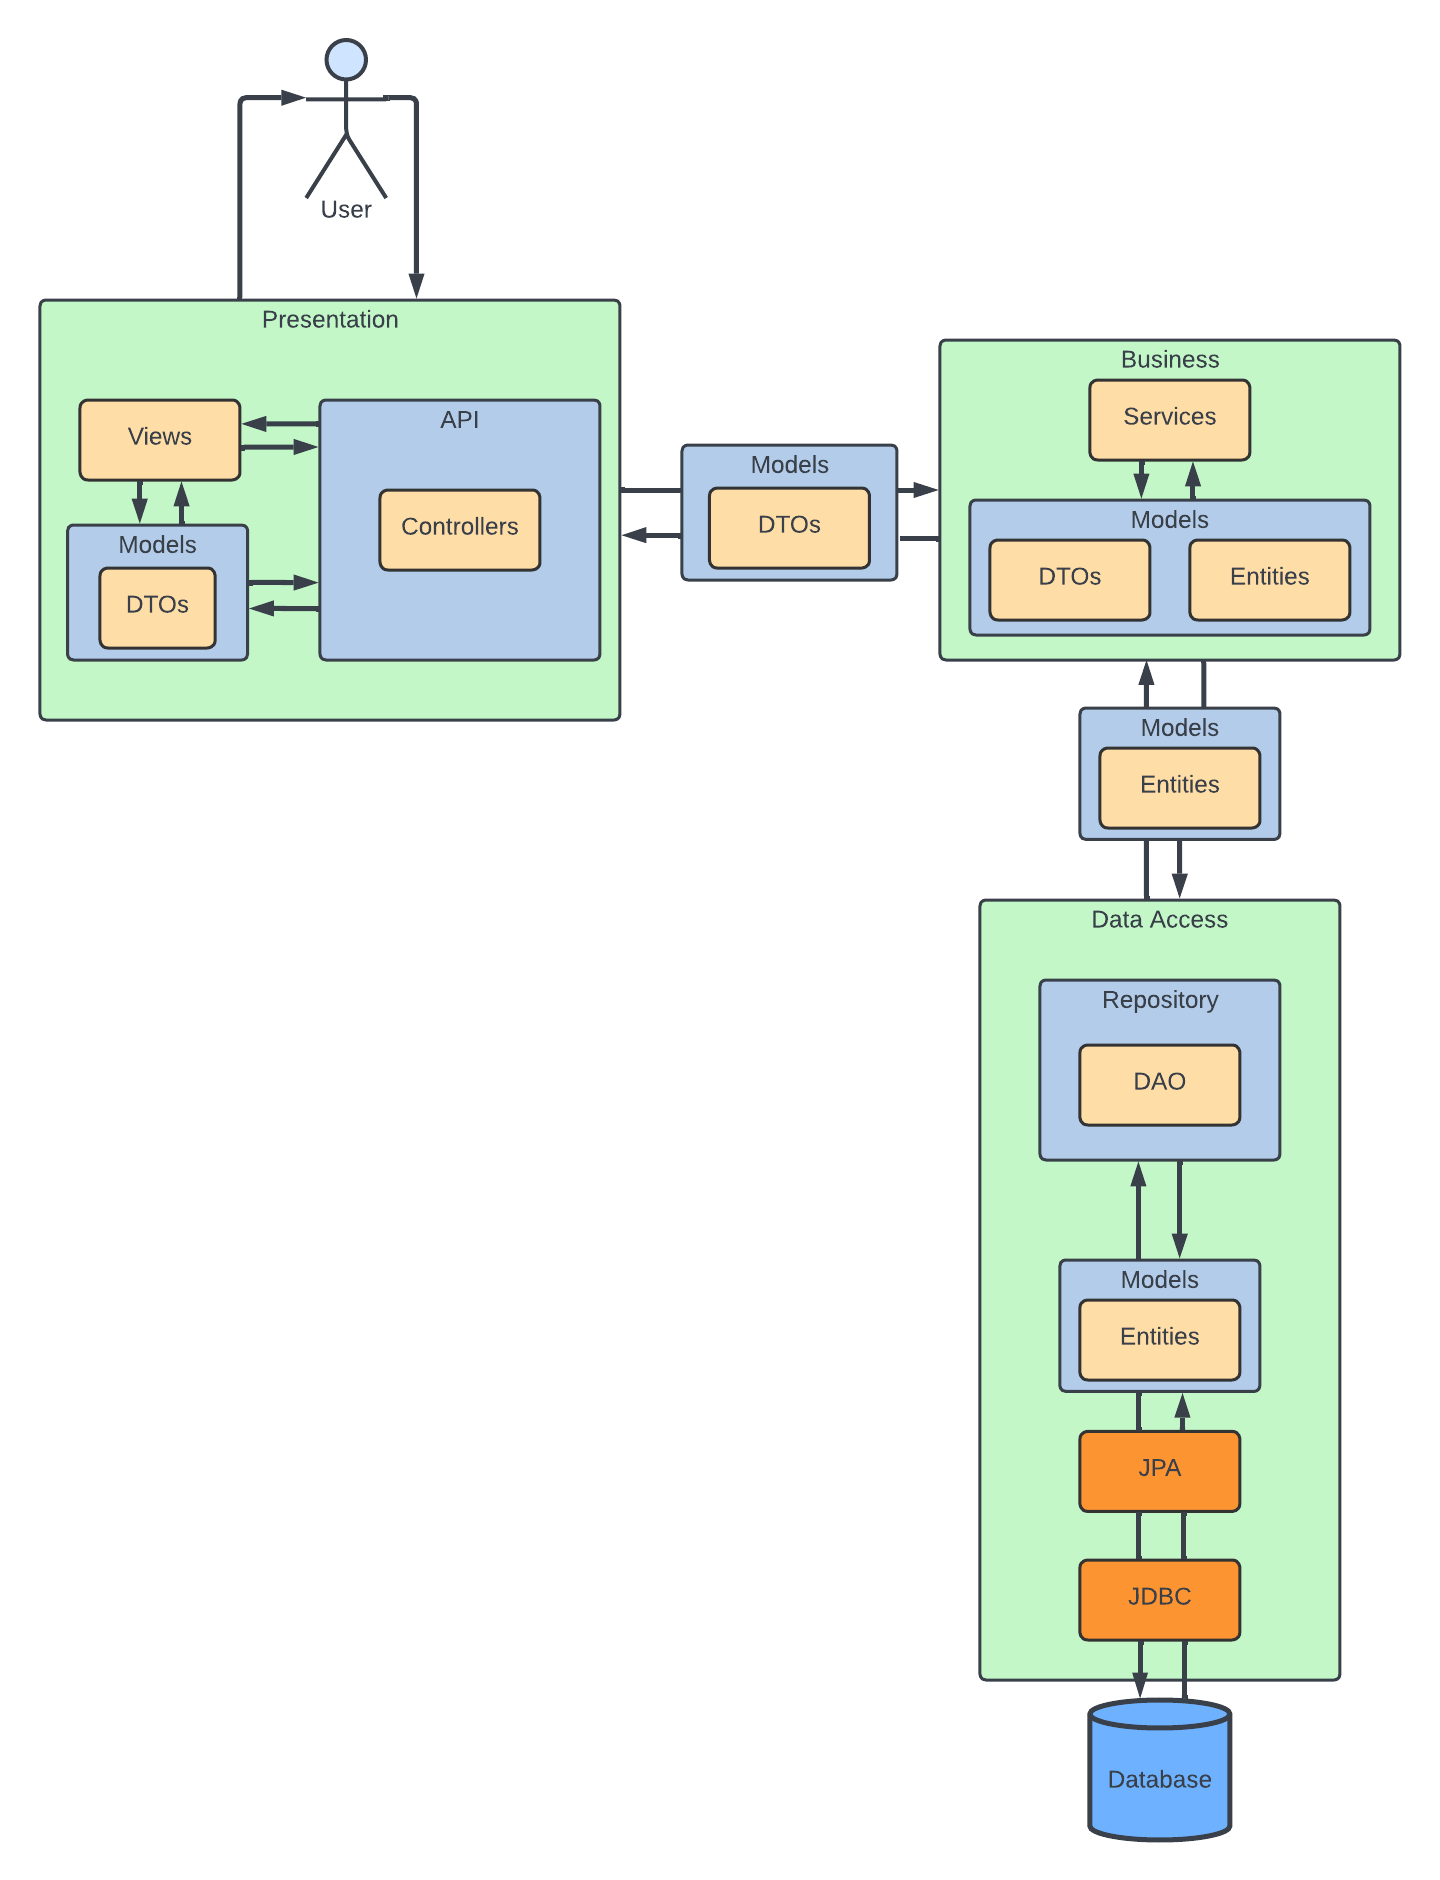 User
Presentation
Views
API
Controllers
Models
DTOs
Models
DTOs
Business
Services
Models
DTOs
Entities
Models
Entities
Data Access
Repository
DAO
Models
Entities
JPA
JDBC
Database